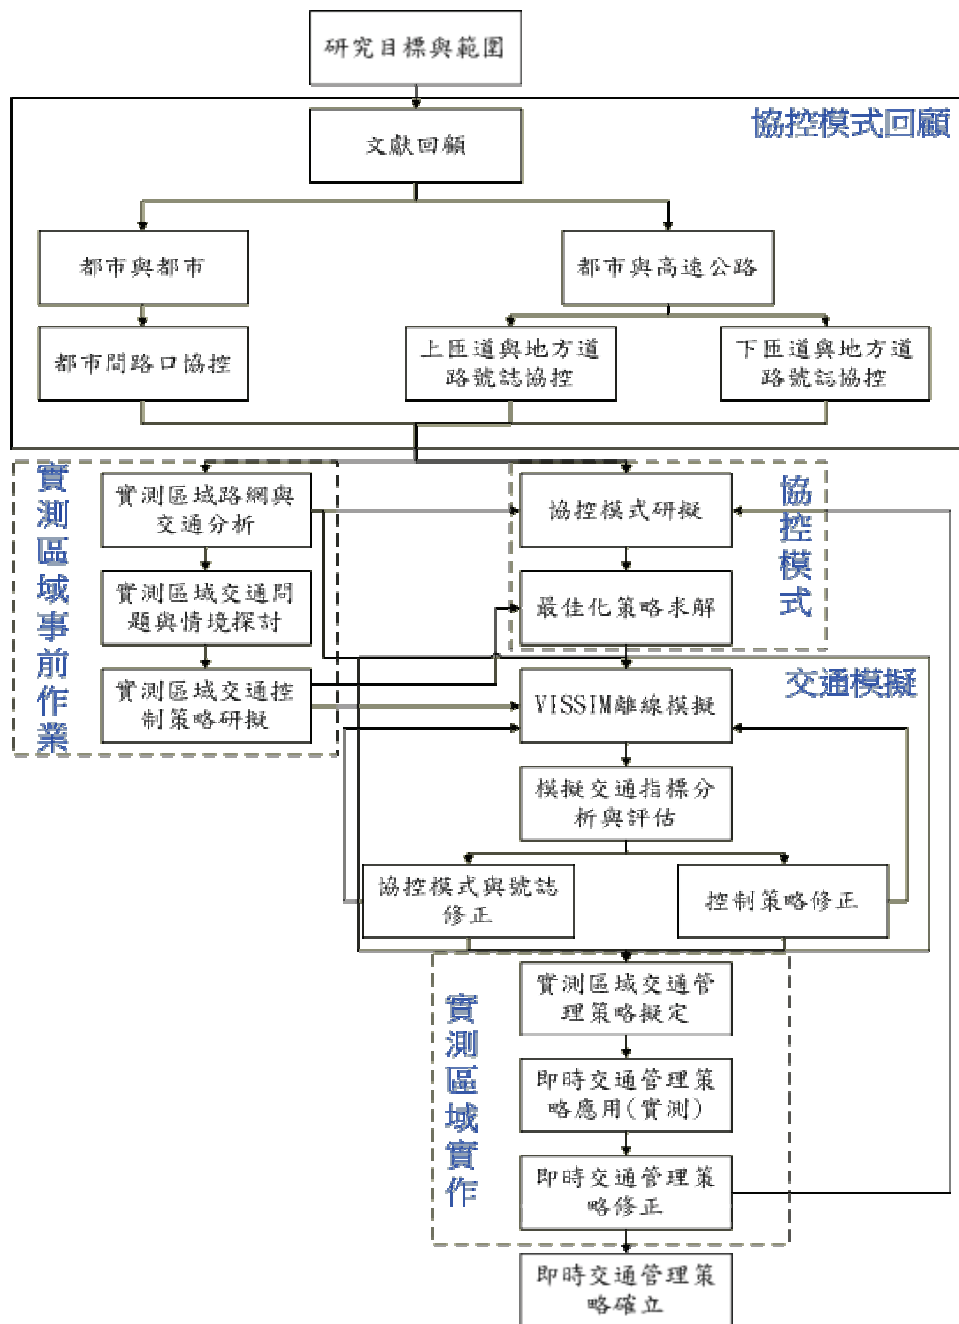 研究目標與範圍
協控模式回顧
文獻回顧
都市與都市
都市與高速公路
都市間路口協控
上匝道與地方道
路號誌協控
下匝道與地方道
路號誌協控
實測區域事前作業
實測區域路網與
交通分析
實測區域交通問
題與情境探討
實測區域交通控
制策略研擬
協控模式
協控模式研擬
最佳化策略求解
交通模擬
VISSIM離線模擬
模擬交通指標分
析與評估
協控模式與號誌
修正
控制策略修正
實測區域實作
實測區域交通管
理策略擬定
即時交通管理策
略應用(實測)
即時交通管理策
略修正
即時交通管理策
略確立